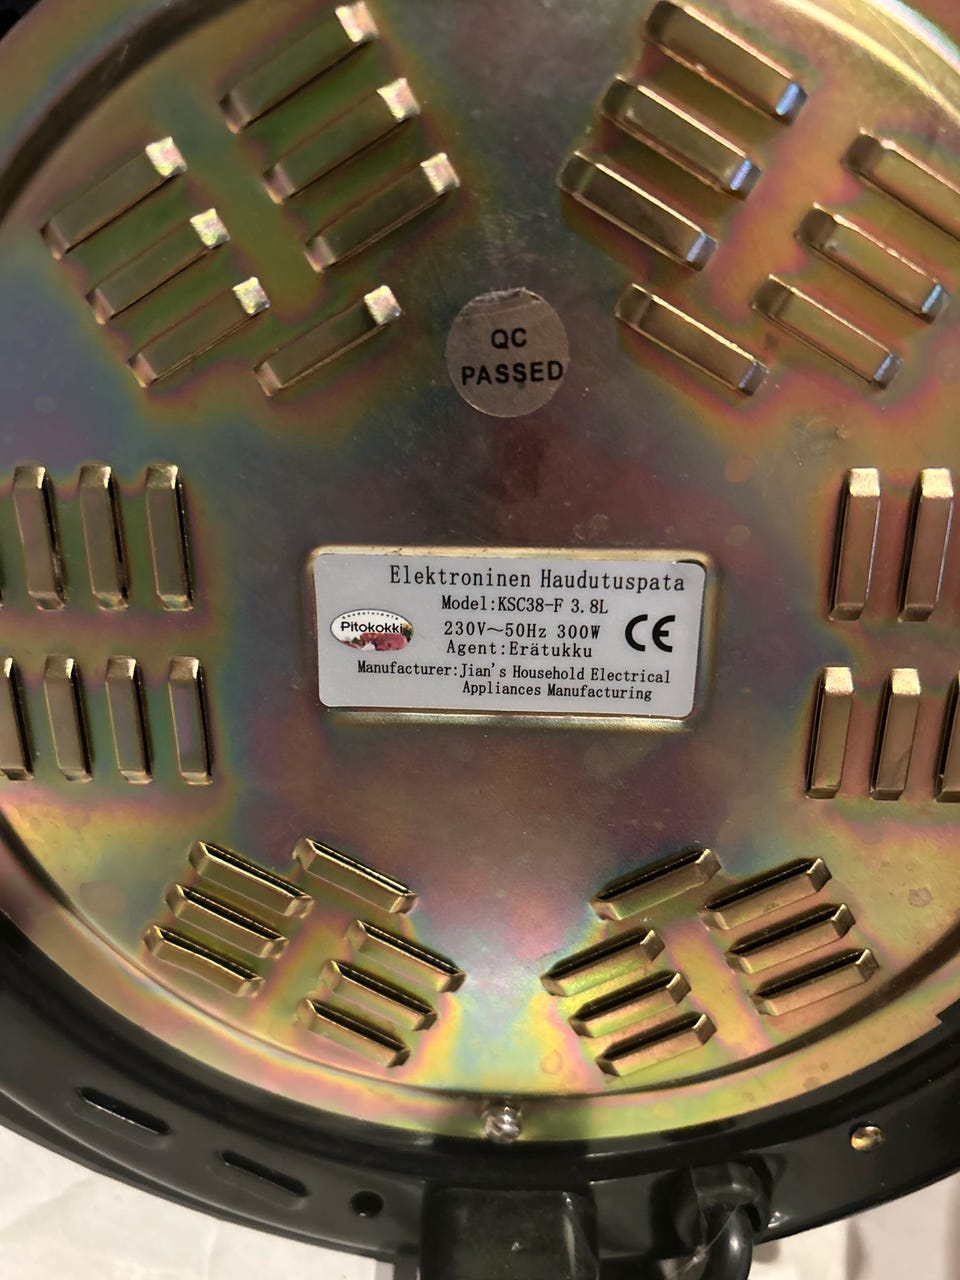 QC
PASSED
Elektroninen Haudutuspata
Model:KSC38-F 3.8L
Pitokokki
230V~50Hz 300W
CE
Agent:Erätukku
Manufacturer:Jian's Household Electrical
Appliances Manufacturing